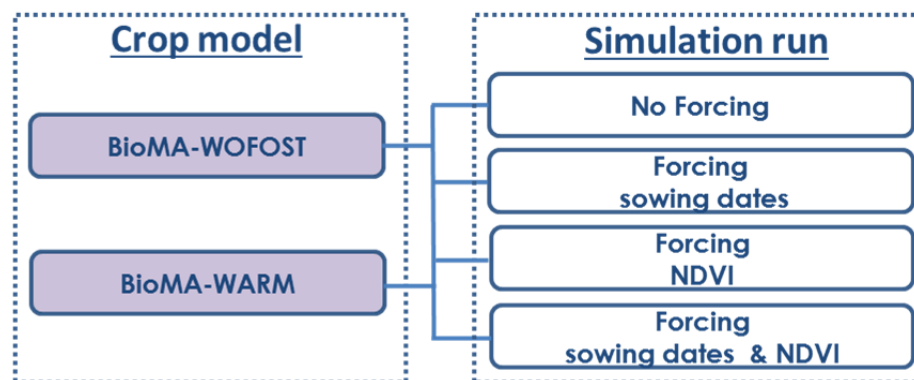 Crop model
BioMA-WOFOST
BioMA-WARM
Simulation run
No Forcing
Forcing
sowing dates
Forcing
NDVI
Forcing
sowing dates & NDVI